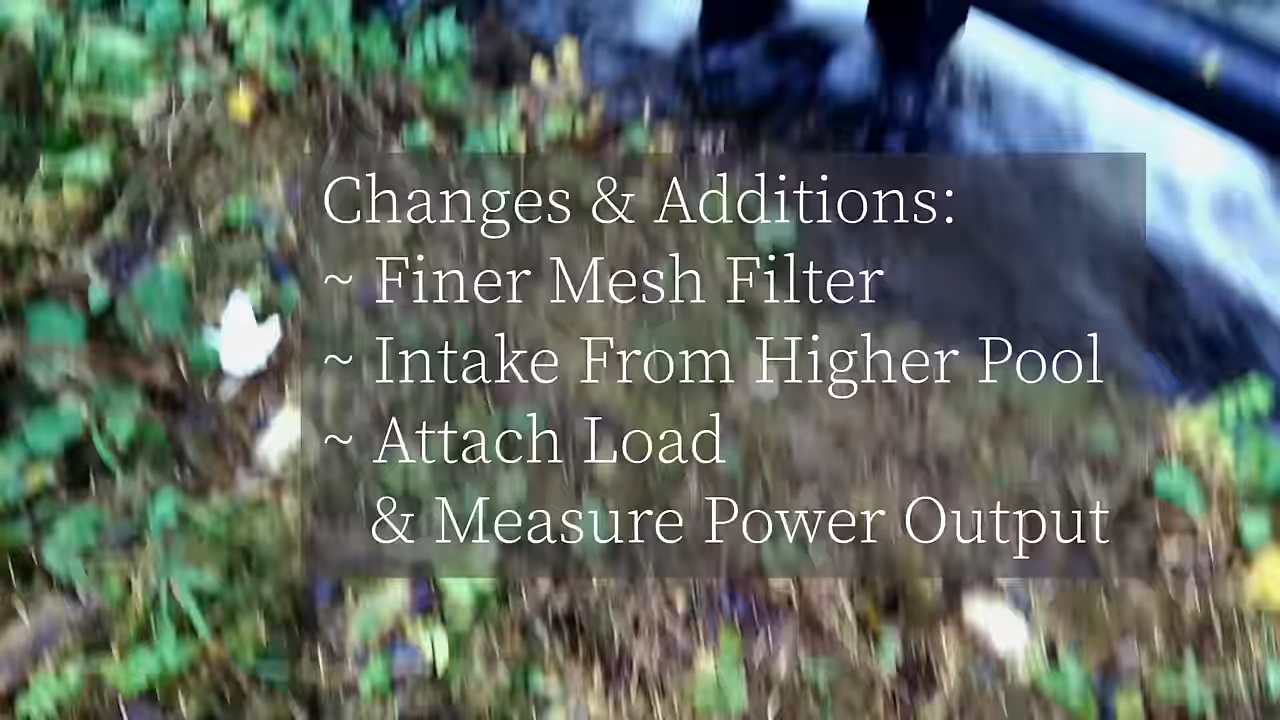 Changes & Additions:
~ Finer Mesh Filter
~ Intake From Higher Pool
~ Attach Load
& Measure Power Output